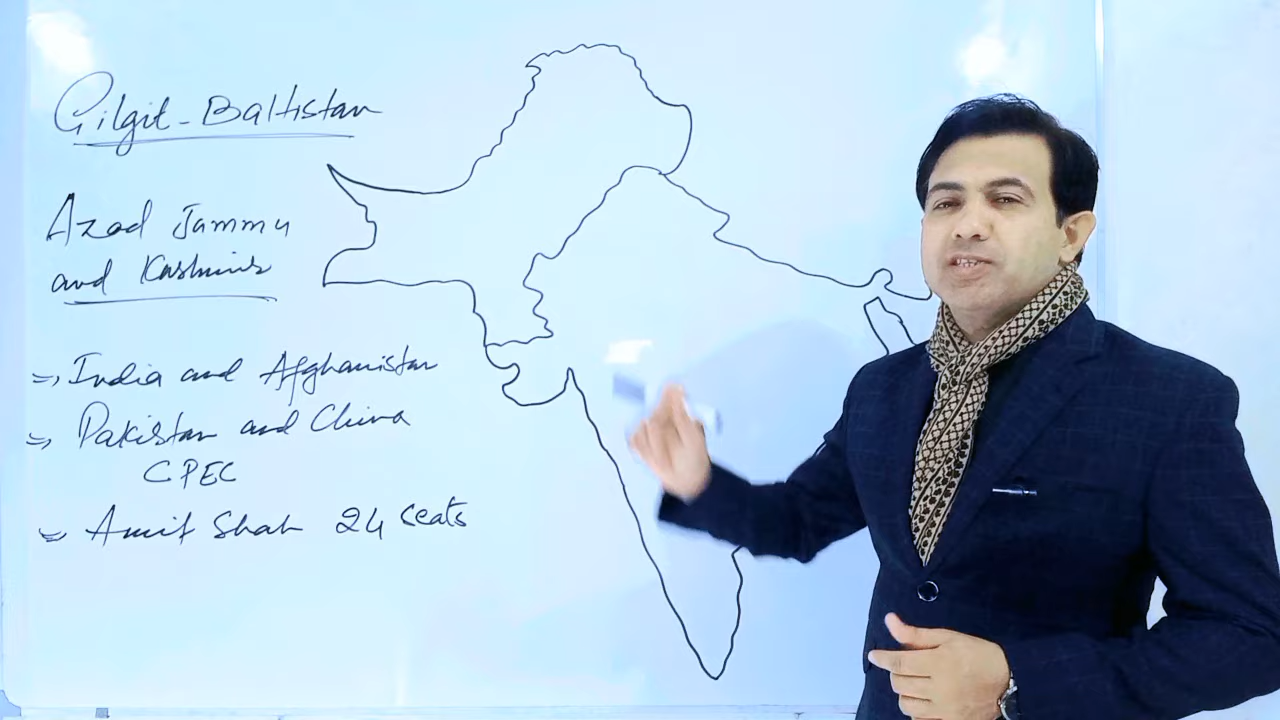 Gilgit-Baltistan
Azad Jammu
and Kashmir
=> India and Afghanistan
=> Pakistan and China
CPEC
=> Amit Shah 24 seats